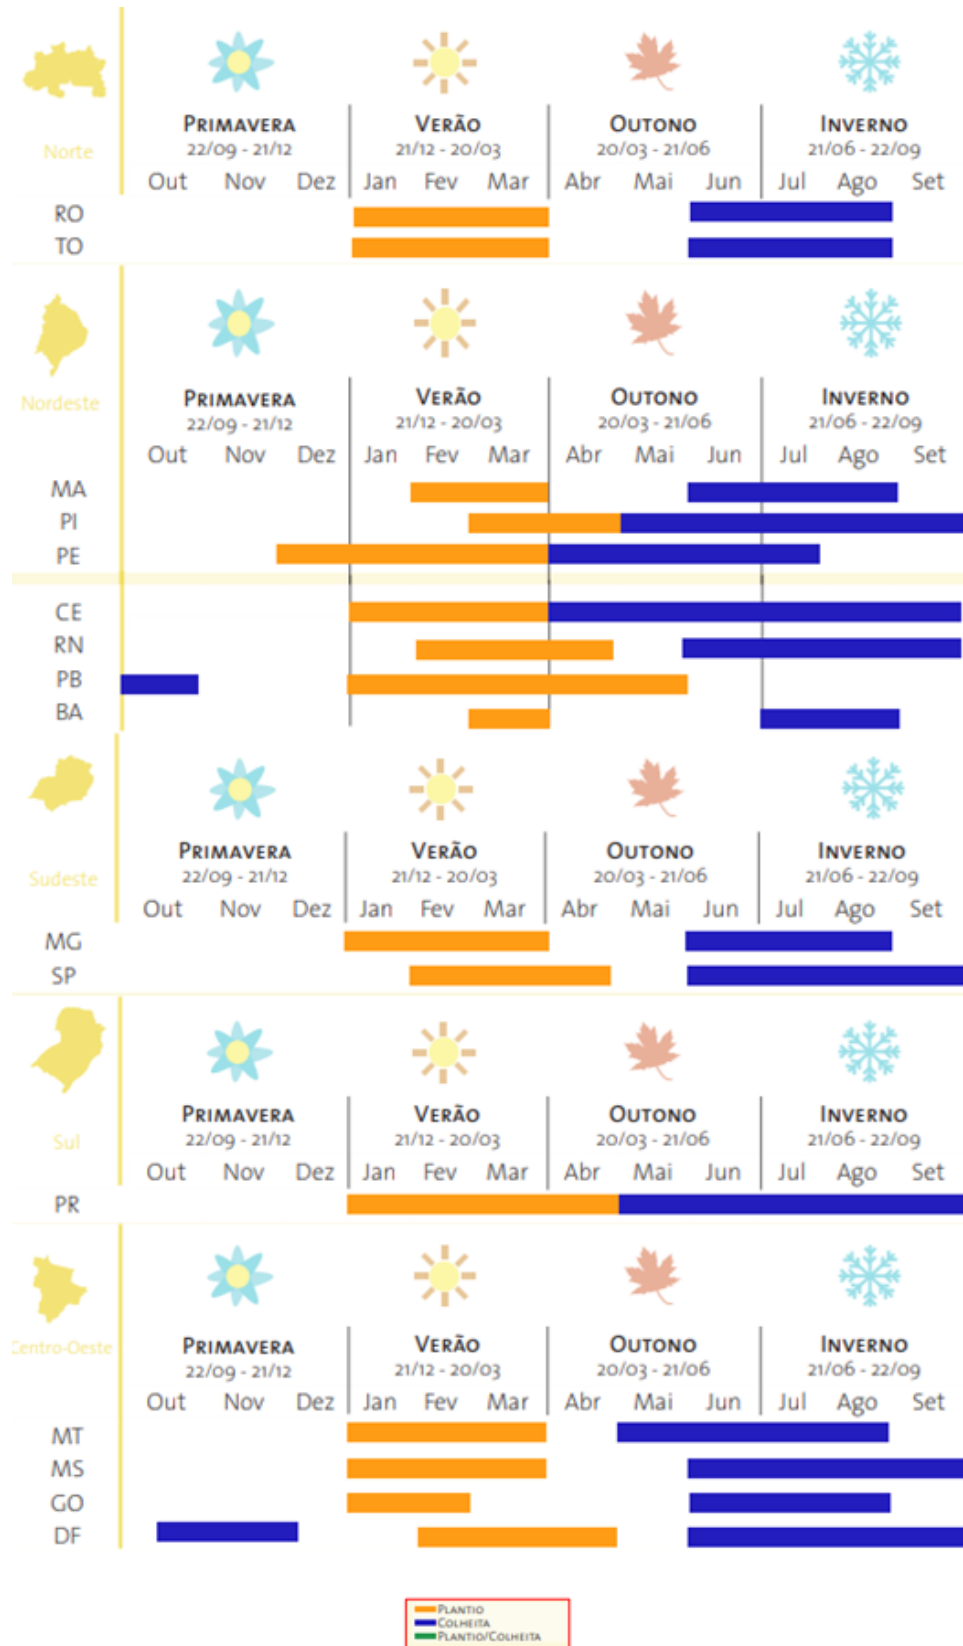 Norte
PRIMAVERA VERÃO OUTONO INVERNO
22/09 - 21/12 21/12 - 20/03 20/03 - 21/06 21/06 - 22/09
Out Nov Dez Jan Fev Mar Abr Mai Jun Jul Ago Set
RO
TO
Nordeste
PRIMAVERA VERÃO OUTONO INVERNO
22/09 - 21/12 21/12 - 20/03 20/03 - 21/06 21/06 - 22/09
Out Nov Dez Jan Fev Mar Abr Mai Jun Jul Ago Set
MA
PI
PE
CE
RN
PB
BA
Sudeste
PRIMAVERA VERÃO OUTONO INVERNO
22/09 - 21/12 21/12 - 20/03 20/03 - 21/06 21/06 - 22/09
Out Nov Dez Jan Fev Mar Abr Mai Jun Jul Ago Set
MG
SP
Sul
PRIMAVERA VERÃO OUTONO INVERNO
22/09 - 21/12 21/12 - 20/03 20/03 - 21/06 21/06 - 22/09
Out Nov Dez Jan Fev Mar Abr Mai Jun Jul Ago Set
PR
Centro-Oeste
PRIMAVERA VERÃO OUTONO INVERNO
22/09 - 21/12 21/12 - 20/03 20/03 - 21/06 21/06 - 22/09
Out Nov Dez Jan Fev Mar Abr Mai Jun Jul Ago Set
MT
MS
GO
DF
PLANTIO
COLHEITA
PLANTIO/COLHEITA